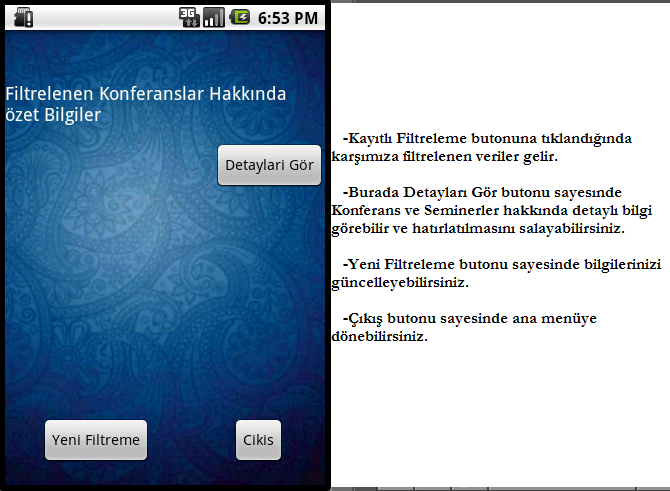 3G 6:53 PM
Filtrelenen Konferanslar Hakkında
özet Bilgiler
Detaylari Gör
Yeni Filtreme
Cikis
-Kayıtlı Filtreleme butonuna tıklandığında
karşımıza filtrelenen veriler gelir.
-Burada Detayları Gör butonu sayesınde
Konferans ve Seminerler hakkında detaylı bilgi
görebilir ve hatırlatılmasını salayabilirsiniz.
-Yeni Filtreleme butonu sayesinde bilgilerinizi
güncelleyebilirsiniz.
-Çıkış butonu sayesinde ana menüye
dönebilirsiniz.